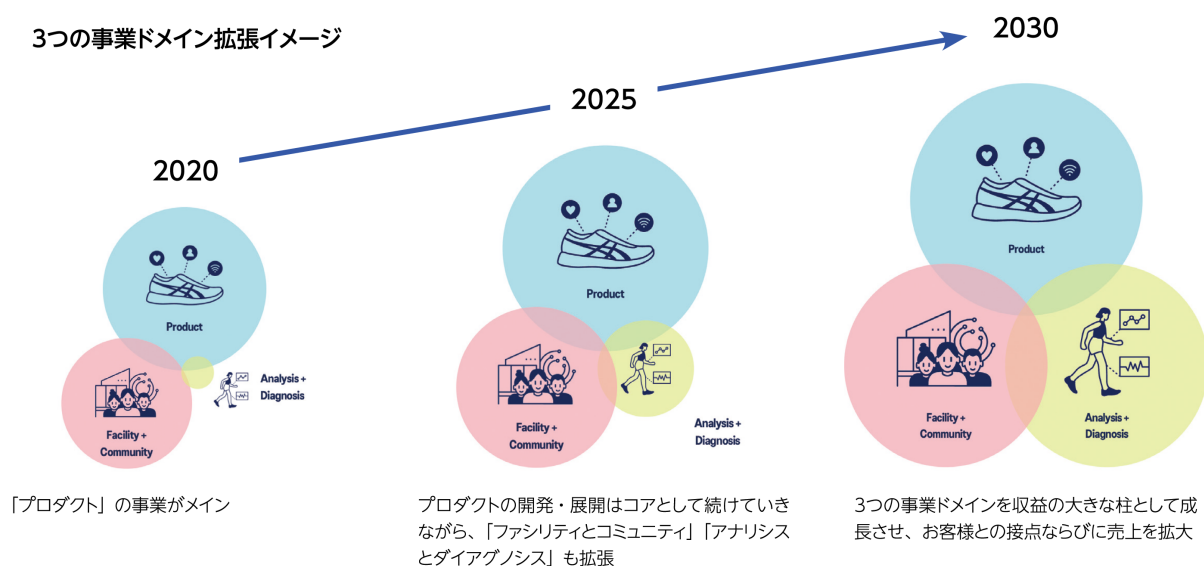 3つの事業ドメイン拡張イメージ
2020
Product
Facility +
Community
Analysis +
Diagnosis
「プロダクト」の事業がメイン
2025
Product
Facility +
Community
Analysis +
Diagnosis
プロダクトの開発・展開はコアとして続けていき
ながら、「ファシリティとコミュニティ」「アナリシス
とダイアグノシス」も拡張
2030
Product
Facility +
Community
Analysis +
Diagnosis
3つの事業ドメインを収益の大きな柱として成
長させ、お客様との接点ならびに売上を拡大